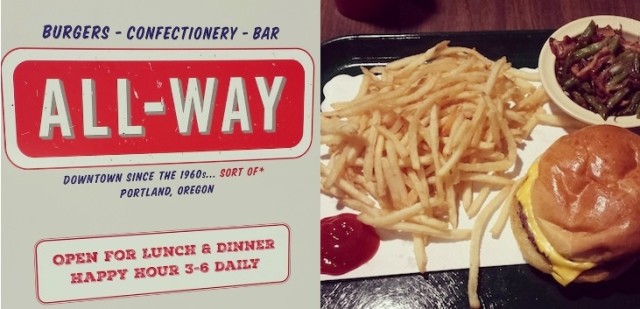 BURGERS - CONFECTIONERY - BAR
ALL-WAY
DOWNTOWN SINCE THE 1960s... SORT OF*
PORTLAND, OREGON
OPEN FOR LUNCH & DINNER
HAPPY HOUR 3-6 DAILY